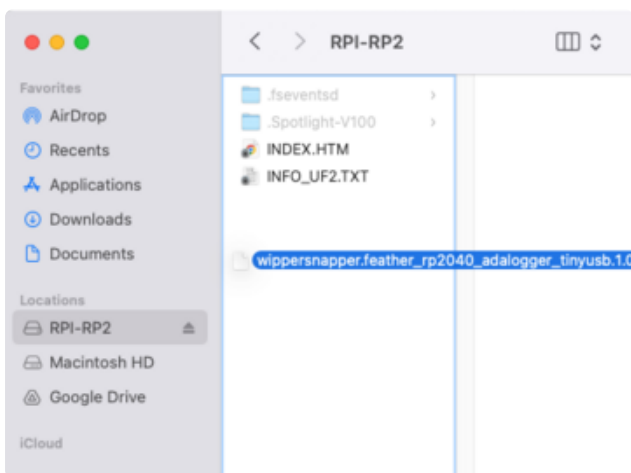 RPI-RP2
Favorites
AirDrop
Recents
Applications
Downloads
Documents
Locations
RPI-RP2
Macintosh HD
Google Drive
iCloud
.fseventsd
.Spotlight-V100
INDEX.HTM
INFO_UF2.TXT
wippersnapper.feather_rp2040_adalogger_tinyusb.1.0